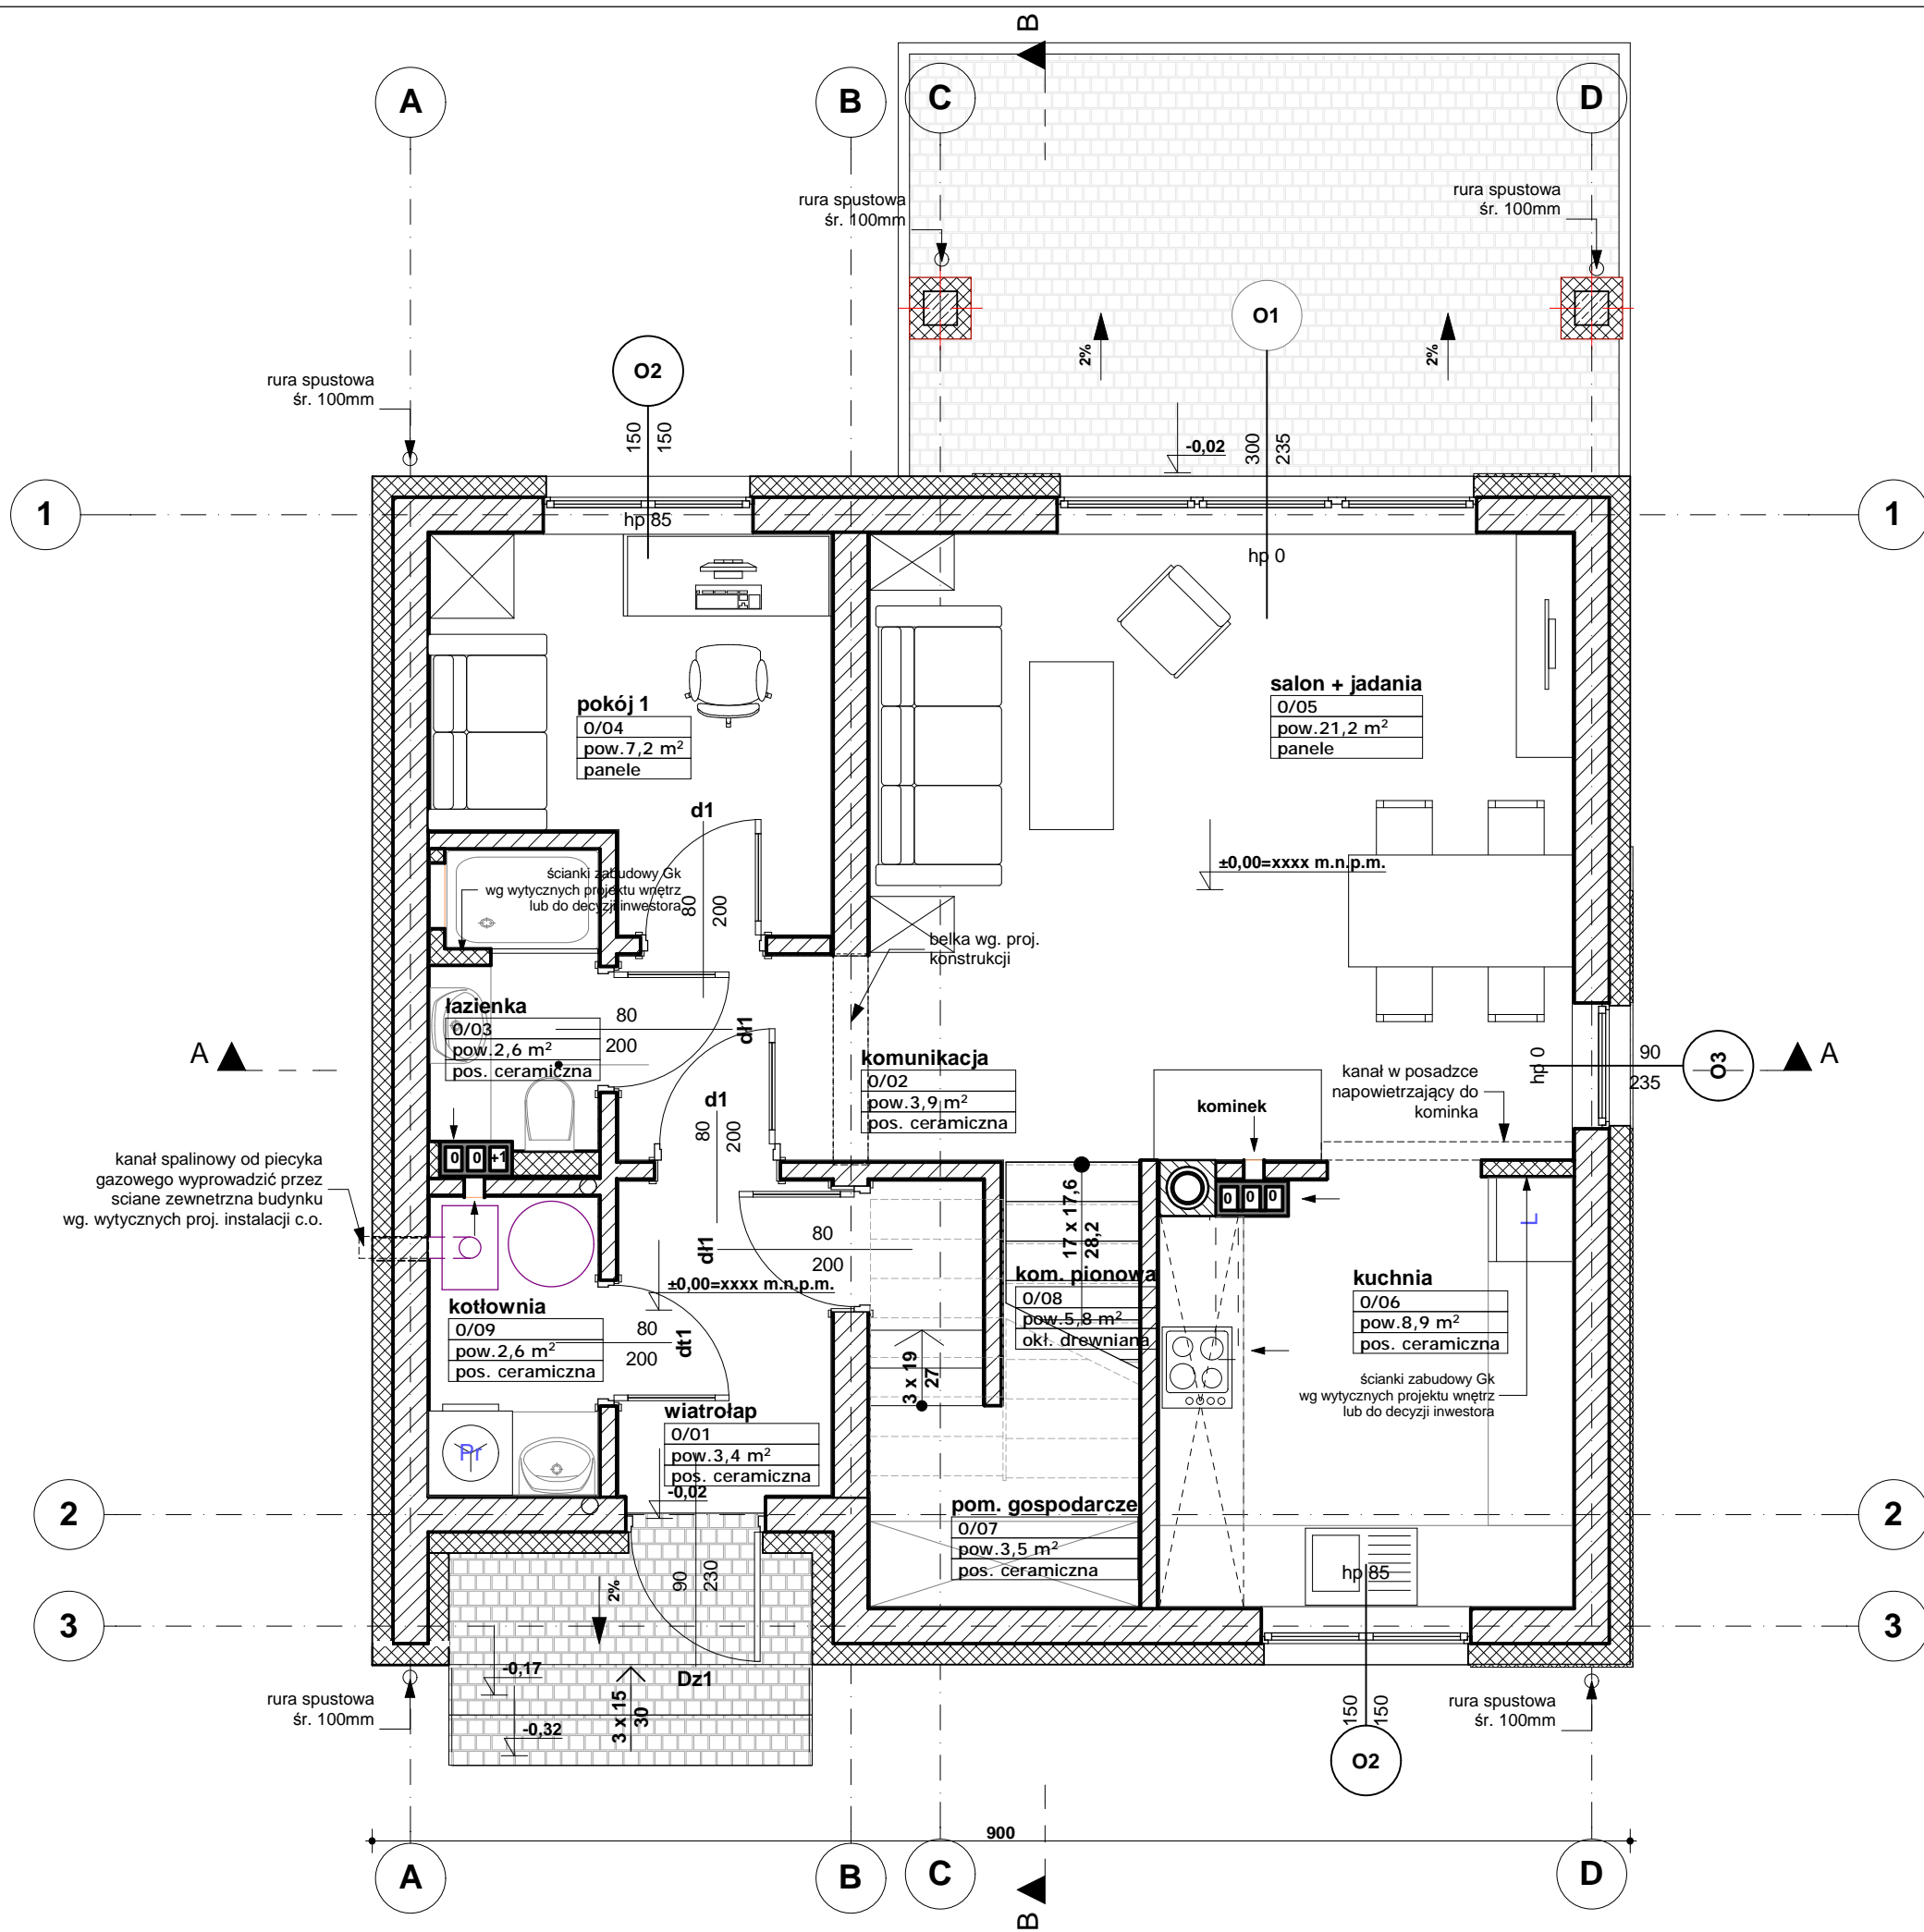 B
A
B
C
D
rura spustowa
śr. 100mm
rura spustowa
śr. 100mm
O1
2%
2%
O2
rura spustowa
śr. 100mm
150
150
-0,02
300
235
1
1
hp 85
hp 0
pokój 1
0/04
pow.7,2 m²
panele
salon + jadania
0/05
pow.21,2 m²
panele
d1
80
200
±0,00=xxxx m.n.p.m.
ścianki zabudowy Gk
wg wytycznych projektu wnętrz
lub do decyzji inwestora
belka wg. proj.
konstrukcji
łazienka
0/03
pow.2,6 m²
pos. ceramiczna
80
200
dł1
A
komunikacja
0/02
pow.3,9 m²
pos. ceramiczna
hp 0
90
235
O3
A
kanał w posadzce
napowietrzający do
kominka
kominek
d1
80
200
kanał spalinowy od piecyka
gazowego wyprowadzić przez
sciane zewnetrzna budynku
wg. wytycznych proj. instalacji c.o.
0
0
+1
0
0
0
17 x 17,6
28,2
L
dł1
80
200
±0,00=xxxx m.n.p.m.
kom. pionowa
0/08
pow.5,8 m²
okł. drewniana
kuchnia
0/06
pow.8,9 m²
pos. ceramiczna
kotłownia
0/09
pow.2,6 m²
pos. ceramiczna
80
200
dt1
3 x 19
27
ścianki zabudowy Gk
wg wytycznych projektu wnętrz
lub do decyzji inwestora
wiatrołap
0/01
pow.3,4 m²
pos. ceramiczna
-0,02
Pr
2
2
pom. gospodarcze
0/07
pow.3,5 m²
pos. ceramiczna
hp 85
2%
90
230
3
3
-0,17
Dz1
3 x 15
30
-0,32
rura spustowa
śr. 100mm
rura spustowa
śr. 100mm
150
150
O2
900
A
B
C
D
B